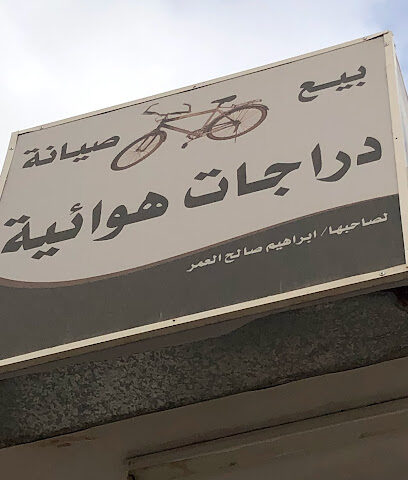 بيع صيانة
دراجات هوائية
لصاحبها/ ابراهيم صالح العمر